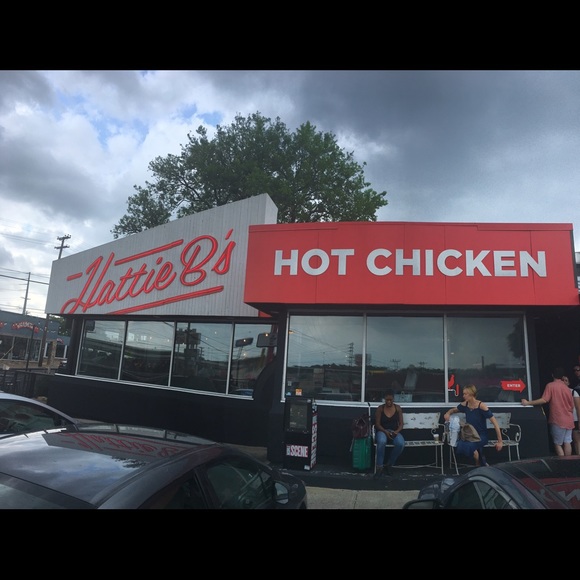 Hattie B's
HOT CHICKEN
ENTER
SCENE